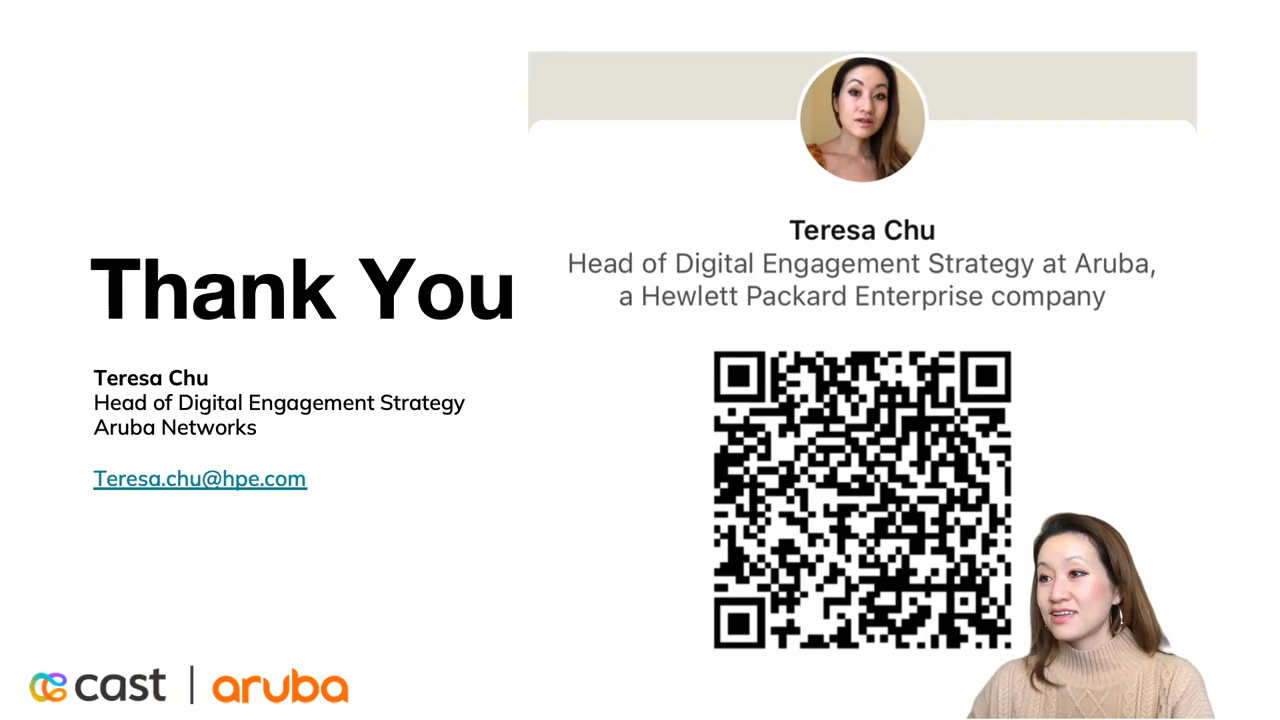 Thank You
Teresa Chu
Head of Digital Engagement Strategy
Aruba Networks
Teresa.chu@hpe.com
Teresa Chu
Head of Digital Engagement Strategy at Aruba,
a Hewlett Packard Enterprise company
cast | aruba